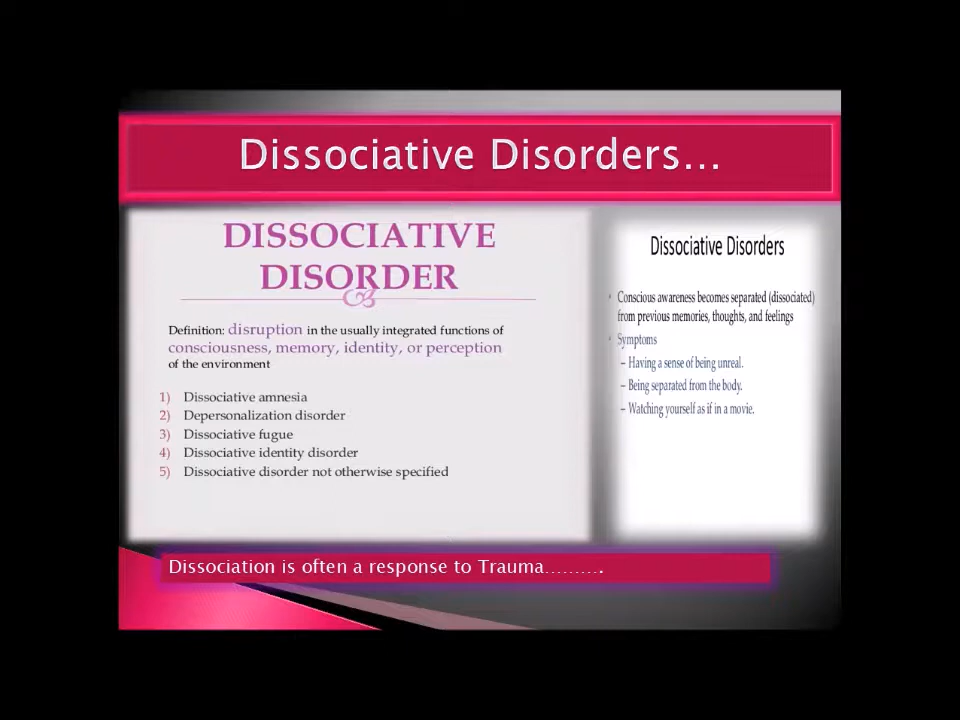 Dissociative Disorders...
DISSOCIATIVE
DISORDER
Definition: disruption in the usually integrated functions of
consciousness, memory, identity, or perception
of the environment
1) Dissociative amnesia
2) Depersonalization disorder
3) Dissociative fugue
4) Dissociative identity disorder
5) Dissociative disorder not otherwise specified
Dissociative Disorders
• Conscious awareness becomes separated (dissociated)
from previous memories, thoughts, and feelings
• Symptoms
– Having a sense of being unreal.
– Being separated from the body.
– Watching yourself as if in a movie.
Dissociation is often a response to Trauma……….